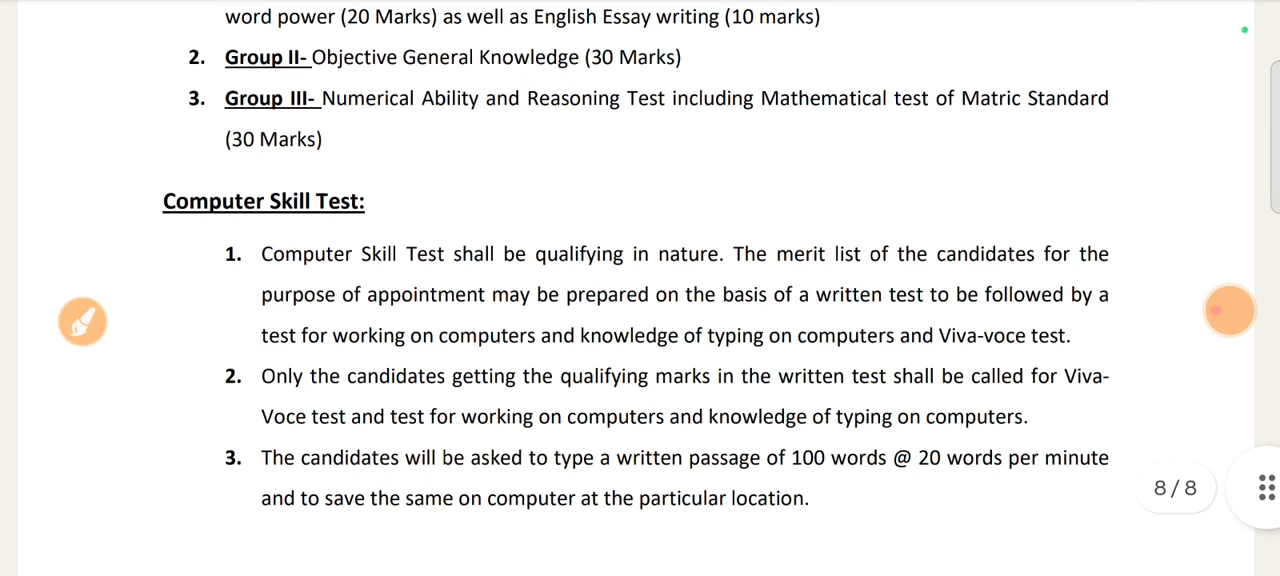 word power (20 Marks) as well as English Essay writing (10 marks)
2. Group II- Objective General Knowledge (30 Marks)
3. Group III- Numerical Ability and Reasoning Test including Mathematical test of Matric Standard
(30 Marks)
Computer Skill Test:
1. Computer Skill Test shall be qualifying in nature. The merit list of the candidates for the
purpose of appointment may be prepared on the basis of a written test to be followed by a
test for working on computers and knowledge of typing on computers and Viva-voce test.
2. Only the candidates getting the qualifying marks in the written test shall be called for Viva-
Voce test and test for working on computers and knowledge of typing on computers.
3. The candidates will be asked to type a written passage of 100 words @ 20 words per minute
and to save the same on computer at the particular location.
8/8